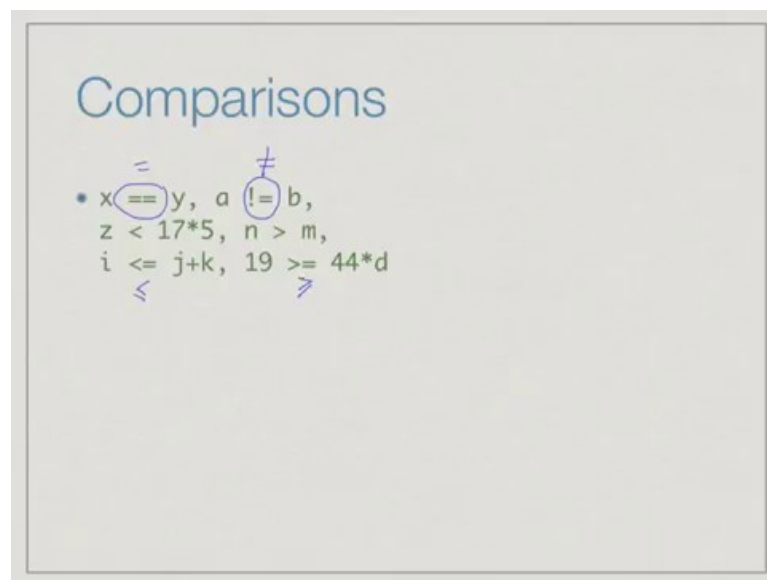 Comparisons
= ≠
• x == y, a != b,
z < 17*5, n > m,
i <= j+k, 19 >= 44*d
≤ ≥